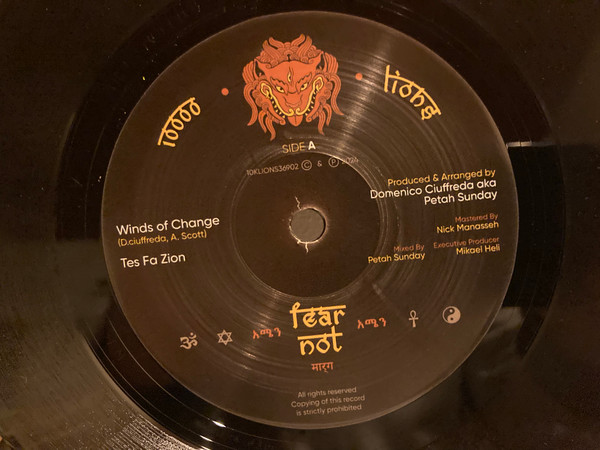 10000 lions
SIDE A
10KLIONS36902 © & ℗ 2024
Produced & Arranged by
Domenico Ciuffreda aka
Petah Sunday
Mastered By
Nick Manasseh
Executive Producer
Mikael Heli
Mixed By
Petah Sunday
Winds of Change
(D.ciuffreda, A. Scott)
Tes Fa Zion
ॐ አሜን fear not አሜን
मार्ग
All rights reserved
Copying of this record
is strictly prohibited